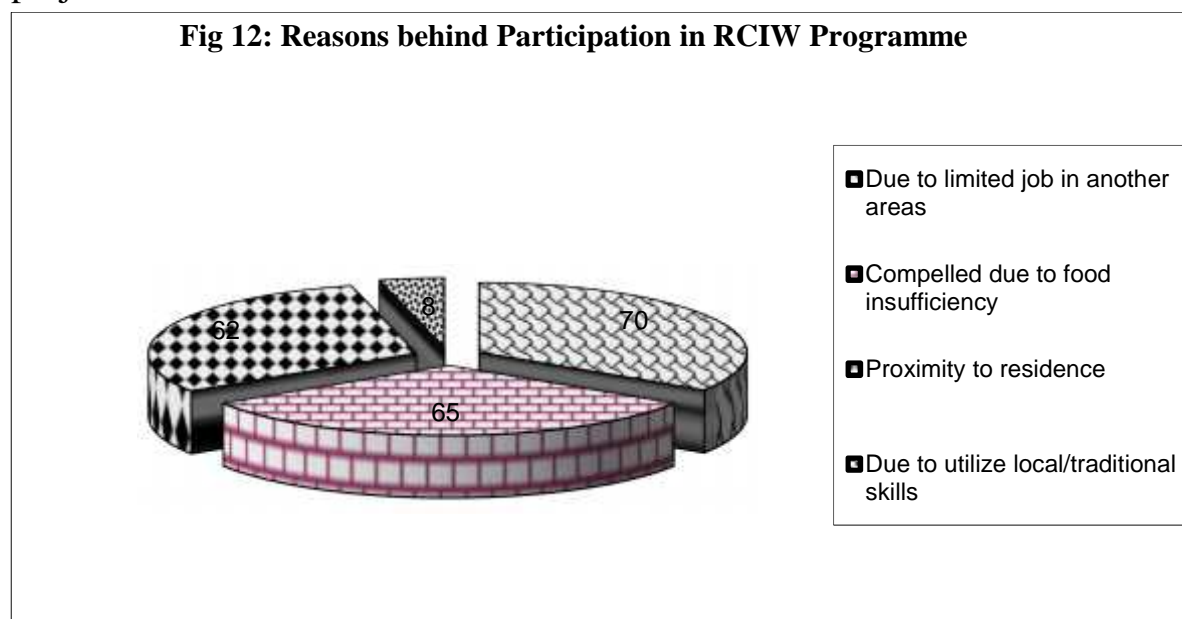 Fig 12: Reasons behind Participation in RCIW Programme
70
65
62
8
Due to limited job in another
areas
Compelled due to food
insufficiency
Proximity to residence
Due to utilize local/traditional
skills